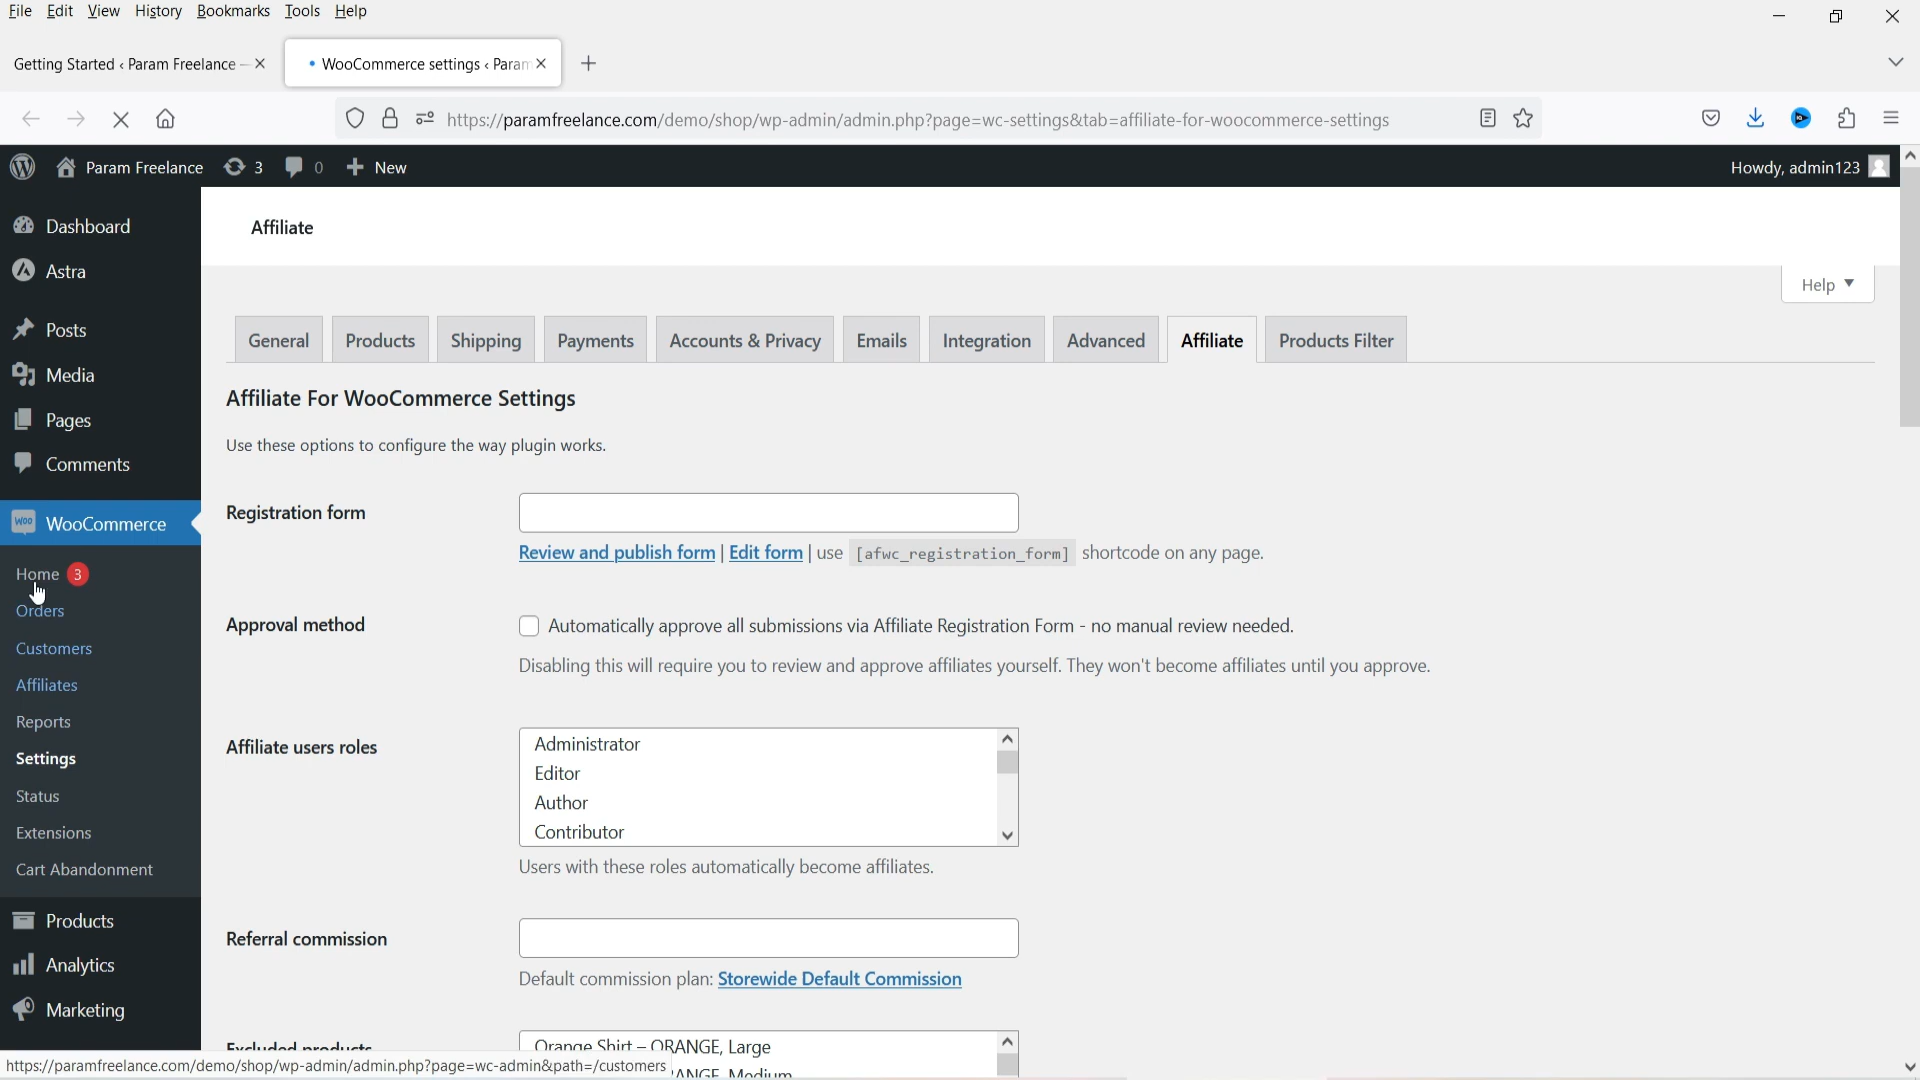 File Edit View History Bookmarks Tools Help
Getting Started ‹ Param Freelance —
WooCommerce settings ‹ Param
https://paramfreelance.com/demo/shop/wp-admin/admin.php?page=wc-settings&tab=affiliate-for-woocommerce-settings
Param Freelance 3 0 New
Howdy, admin123
Dashboard
Astra
Posts
Media
Pages
Comments
WooCommerce
Home 3
Orders
Customers
Affiliates
Reports
Settings
Status
Extensions
Cart Abandonment
Products
Analytics
Marketing
Affiliate
Help
General Products Shipping Payments Accounts & Privacy Emails Integration Advanced Affiliate Products Filter
Affiliate For WooCommerce Settings
Use these options to configure the way plugin works.
Registration form
Review and publish form | Edit form | use [afwc_registration_form] shortcode on any page.
Approval method
Automatically approve all submissions via Affiliate Registration Form - no manual review needed.
Disabling this will require you to review and approve affiliates yourself. They won't become affiliates until you approve.
Affiliate users roles
Administrator
Editor
Author
Contributor
Users with these roles automatically become affiliates.
Referral commission
Default commission plan: Storewide Default Commission
Excluded products
Orange Shirt – ORANGE, Large
ANGE, Medium
https://paramfreelance.com/demo/shop/wp-admin/admin.php?page=wc-admin&path=/customers